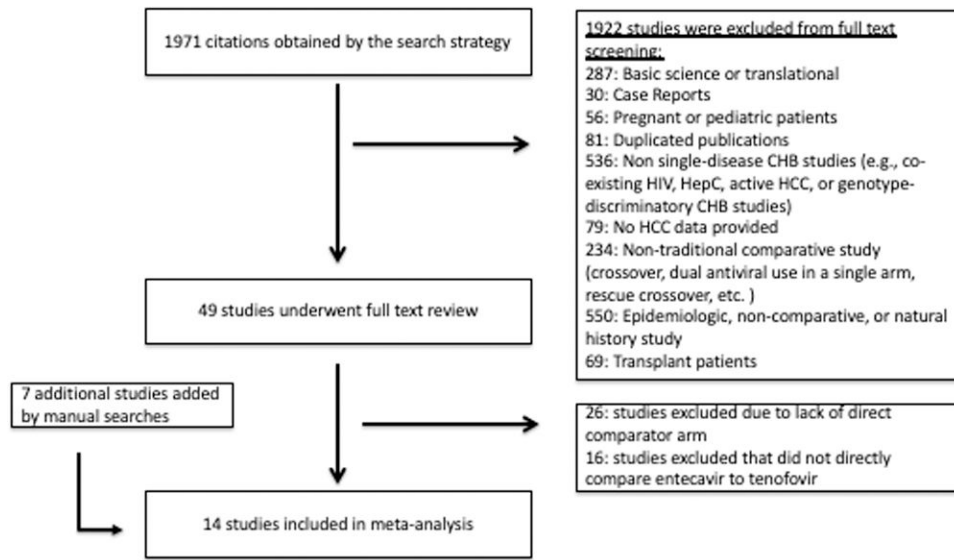 1971 citations obtained by the search strategy
1922 studies were excluded from full text
screening:
287: Basic science or translational
30: Case Reports
56: Pregnant or pediatric patients
81: Duplicated publications
536: Non single-disease CHB studies (e.g., co-
existing HIV, HepC, active HCC, or genotype-
discriminatory CHB studies)
79: No HCC data provided
234: Non-traditional comparative study
(crossover, dual antiviral use in a single arm,
rescue crossover, etc. )
550: Epidemiologic, non-comparative, or natural
history study
69: Transplant patients
49 studies underwent full text review
7 additional studies added
by manual searches
26: studies excluded due to lack of direct
comparator arm
16: studies excluded that did not directly
compare entecavir to tenofovir
14 studies included in meta-analysis